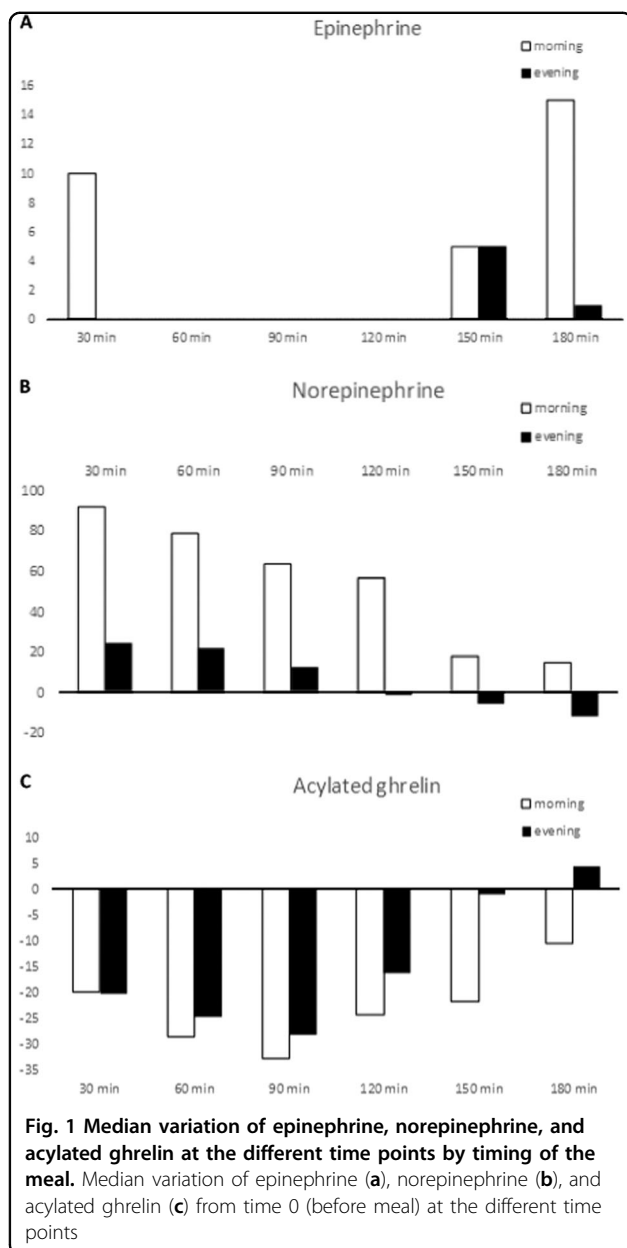 A
Epinephrine
morning
evening
16
14
12
10
8
6
4
2
0
30 min 60 min 90 min 120 min 150 min 180 min
B
Norepinephrine
morning
evening
30 min 60 min 90 min 120 min 150 min 180 min
100
80
60
40
20
0
-20
C
Acylated ghrelin
morning
evening
10
5
0
-5
-10
-15
-20
-25
-30
-35
30 min 60 min 90 min 120 min 150 min 180 min
Fig. 1 Median variation of epinephrine, norepinephrine, and
acylated ghrelin at the different time points by timing of the
meal. Median variation of epinephrine (a), norepinephrine (b), and
acylated ghrelin (c) from time 0 (before meal) at the different time
points